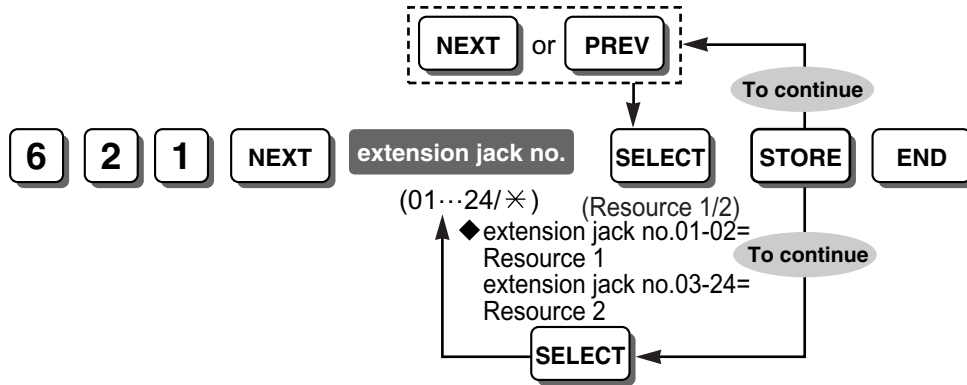 NEXT or PREV
To continue
6 2 1 NEXT extension jack no. SELECT STORE END
(01···24/✳)
(Resource 1/2)
◆extension jack no.01-02=
Resource 1
extension jack no.03-24=
Resource 2
To continue
SELECT